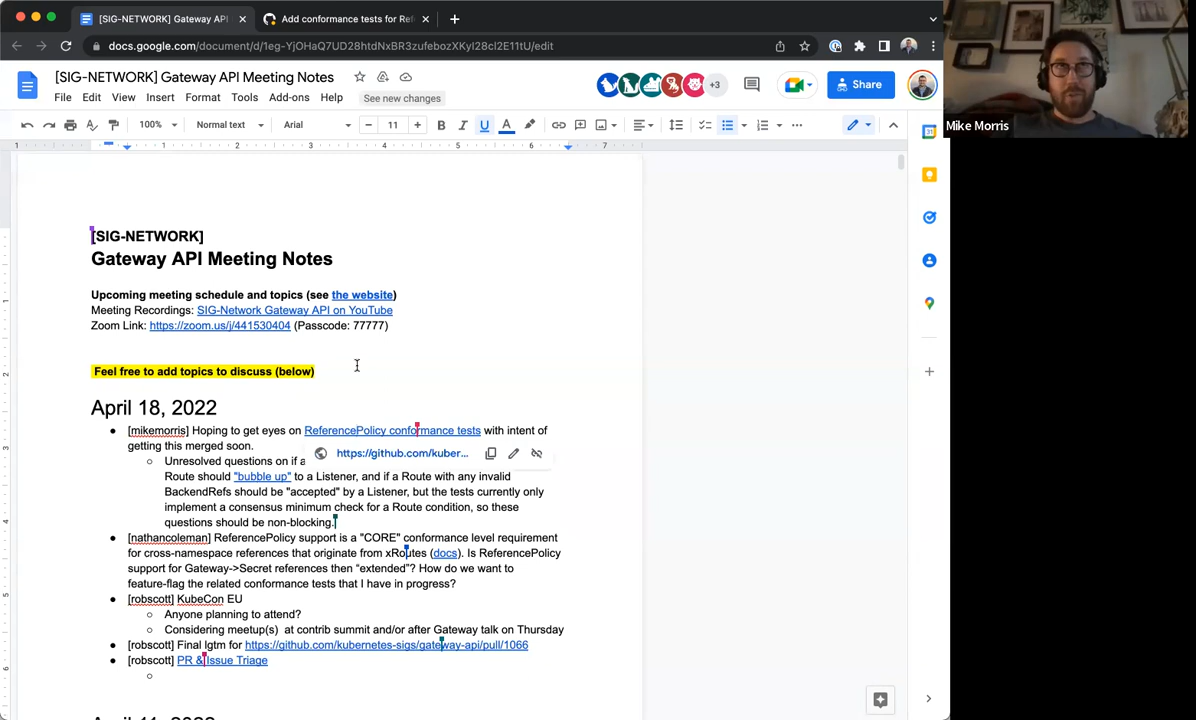 [SIG-NETWORK] Gateway API
Add conformance tests for Ref
docs.google.com/document/d/1eg-YjOHaQ7UD28htdNxBR3zufebozXKyI28cl2E11tU/edit
[SIG-NETWORK] Gateway API Meeting Notes
File Edit View Insert Format Tools Add-ons Help See new changes
+3
Share
100% Normal text Arial 11
1 1 2 3 4 5 6 7
Mike Morris
[SIG-NETWORK]
Gateway API Meeting Notes
Upcoming meeting schedule and topics (see the website)
Meeting Recordings: SIG-Network Gateway API on YouTube
Zoom Link: https://zoom.us/j/441530404 (Passcode: 77777)
Feel free to add topics to discuss (below)
April 18, 2022
[mikemorris] Hoping to get eyes on ReferencePolicy conformance tests with intent of
getting this merged soon.
Unresolved questions on if a
https://github.com/kuber...
Route should "bubble up" to a Listener, and if a Route with any invalid
BackendRefs should be "accepted" by a Listener, but the tests currently only
implement a consensus minimum check for a Route condition, so these
questions should be non-blocking.
[nathancoleman] ReferencePolicy support is a "CORE" conformance level requirement
for cross-namespace references that originate from xRoutes (docs). Is ReferencePolicy
support for Gateway->Secret references then "extended"? How do we want to
feature-flag the related conformance tests that I have in progress?
[robscott] KubeCon EU
Anyone planning to attend?
Considering meetup(s) at contrib summit and/or after Gateway talk on Thursday
[robscott] Final lgtm for https://github.com/kubernetes-sigs/gateway-api/pull/1066
[robscott] PR & Issue Triage